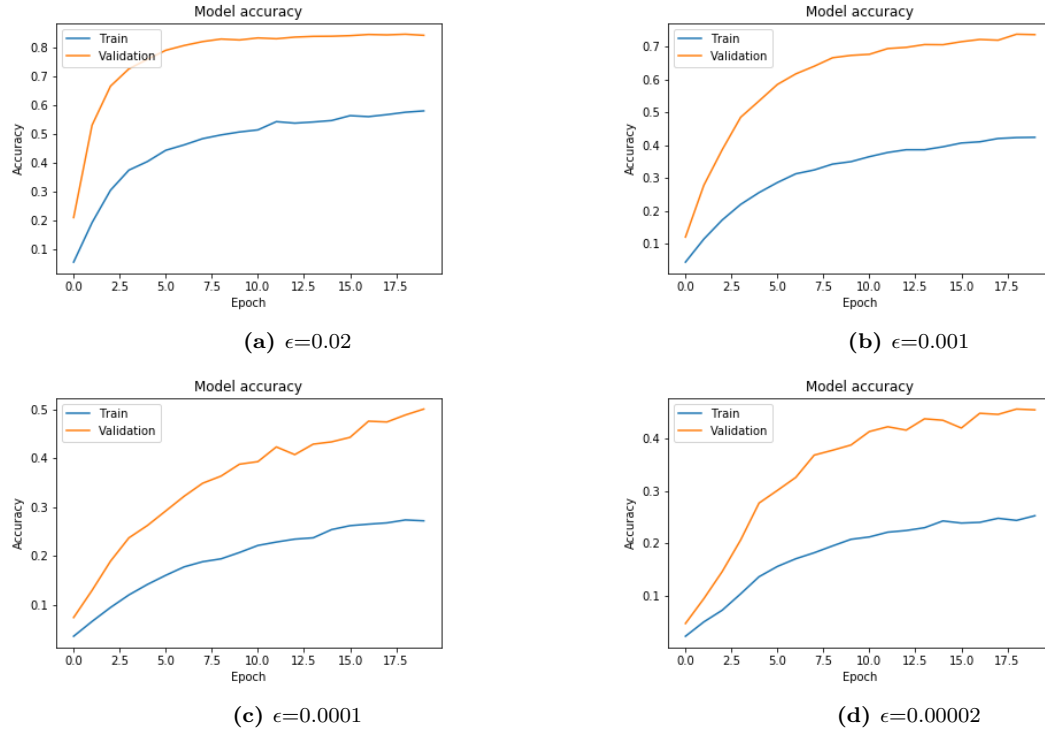 Model accuracy
Train
Validation
0.8
0.7
0.6
0.5
0.4
0.3
0.2
0.1
Accuracy
0.0 2.5 5.0 7.5 10.0 12.5 15.0 17.5
Epoch
(a) ϵ=0.02
Model accuracy
Train
Validation
0.7
0.6
0.5
0.4
0.3
0.2
0.1
Accuracy
0.0 2.5 5.0 7.5 10.0 12.5 15.0 17.5
Epoch
(b) ϵ=0.001
Model accuracy
Train
Validation
0.5
0.4
0.3
0.2
0.1
Accuracy
0.0 2.5 5.0 7.5 10.0 12.5 15.0 17.5
Epoch
(c) ϵ=0.0001
Model accuracy
Train
Validation
0.4
0.3
0.2
0.1
Accuracy
0.0 2.5 5.0 7.5 10.0 12.5 15.0 17.5
Epoch
(d) ϵ=0.00002